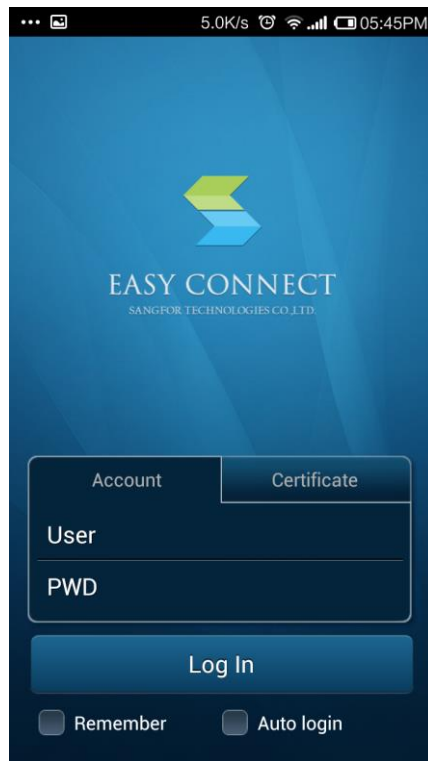 ... 5.0K/s 05:45PM
EASY CONNECT
SANGFOR TECHNOLOGIES CO.,LTD.
Account Certificate
User
PWD
Log In
Remember Auto login